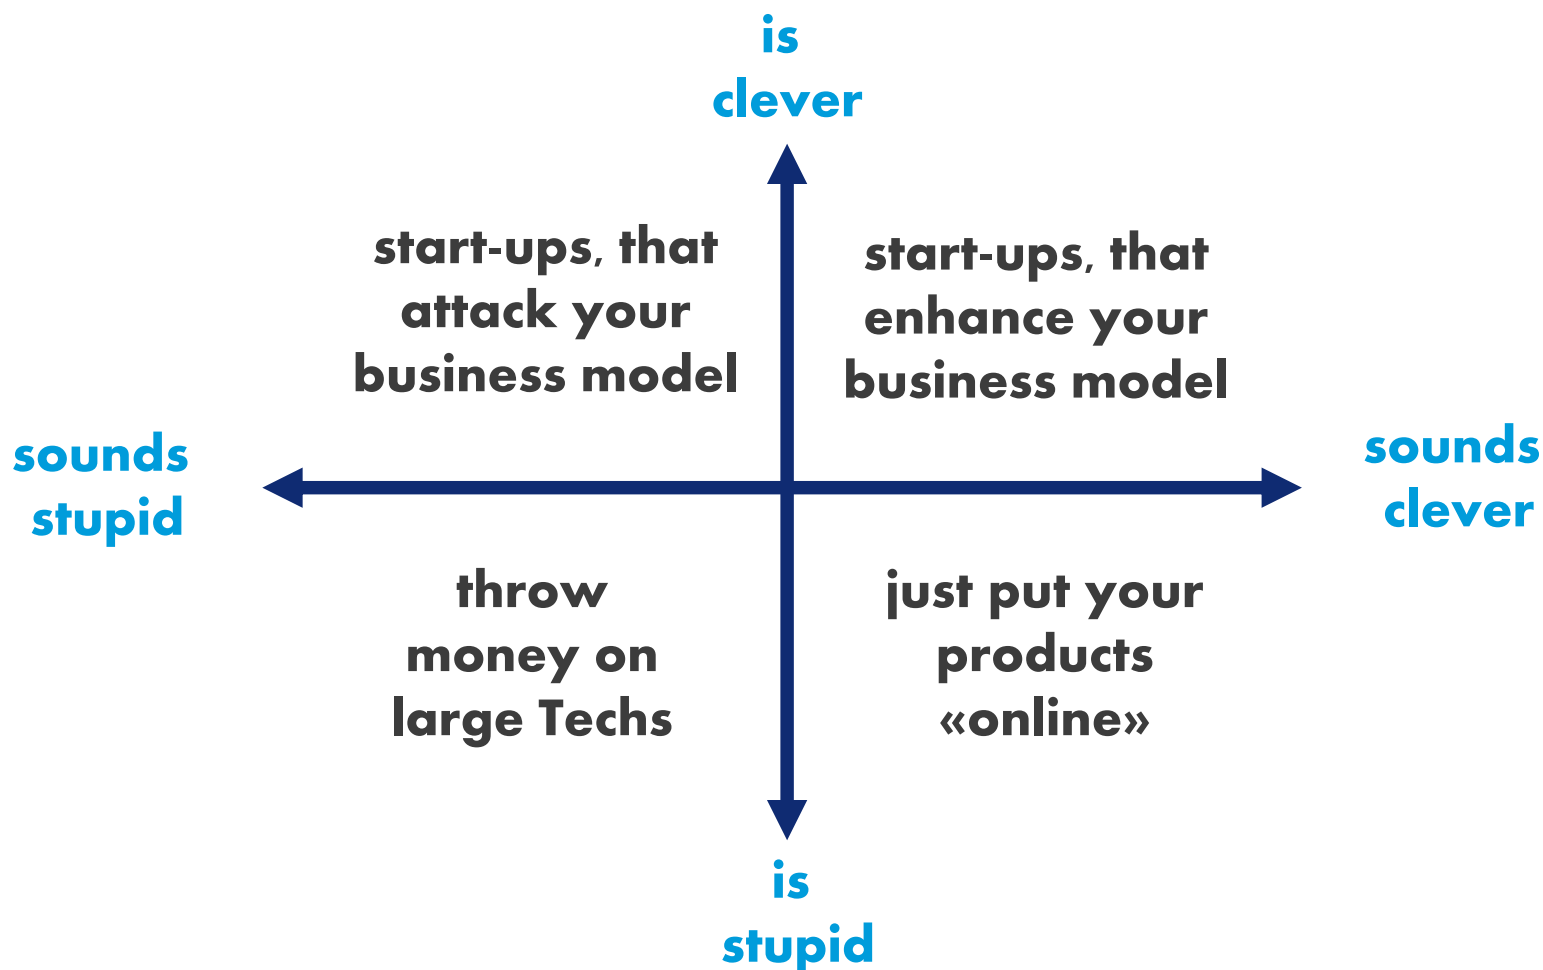 is
clever
start-ups, that
attack your
business model
start-ups, that
enhance your
business model
sounds
stupid
sounds
clever
throw
money on
large Techs
just put your
products
«online»
is
stupid